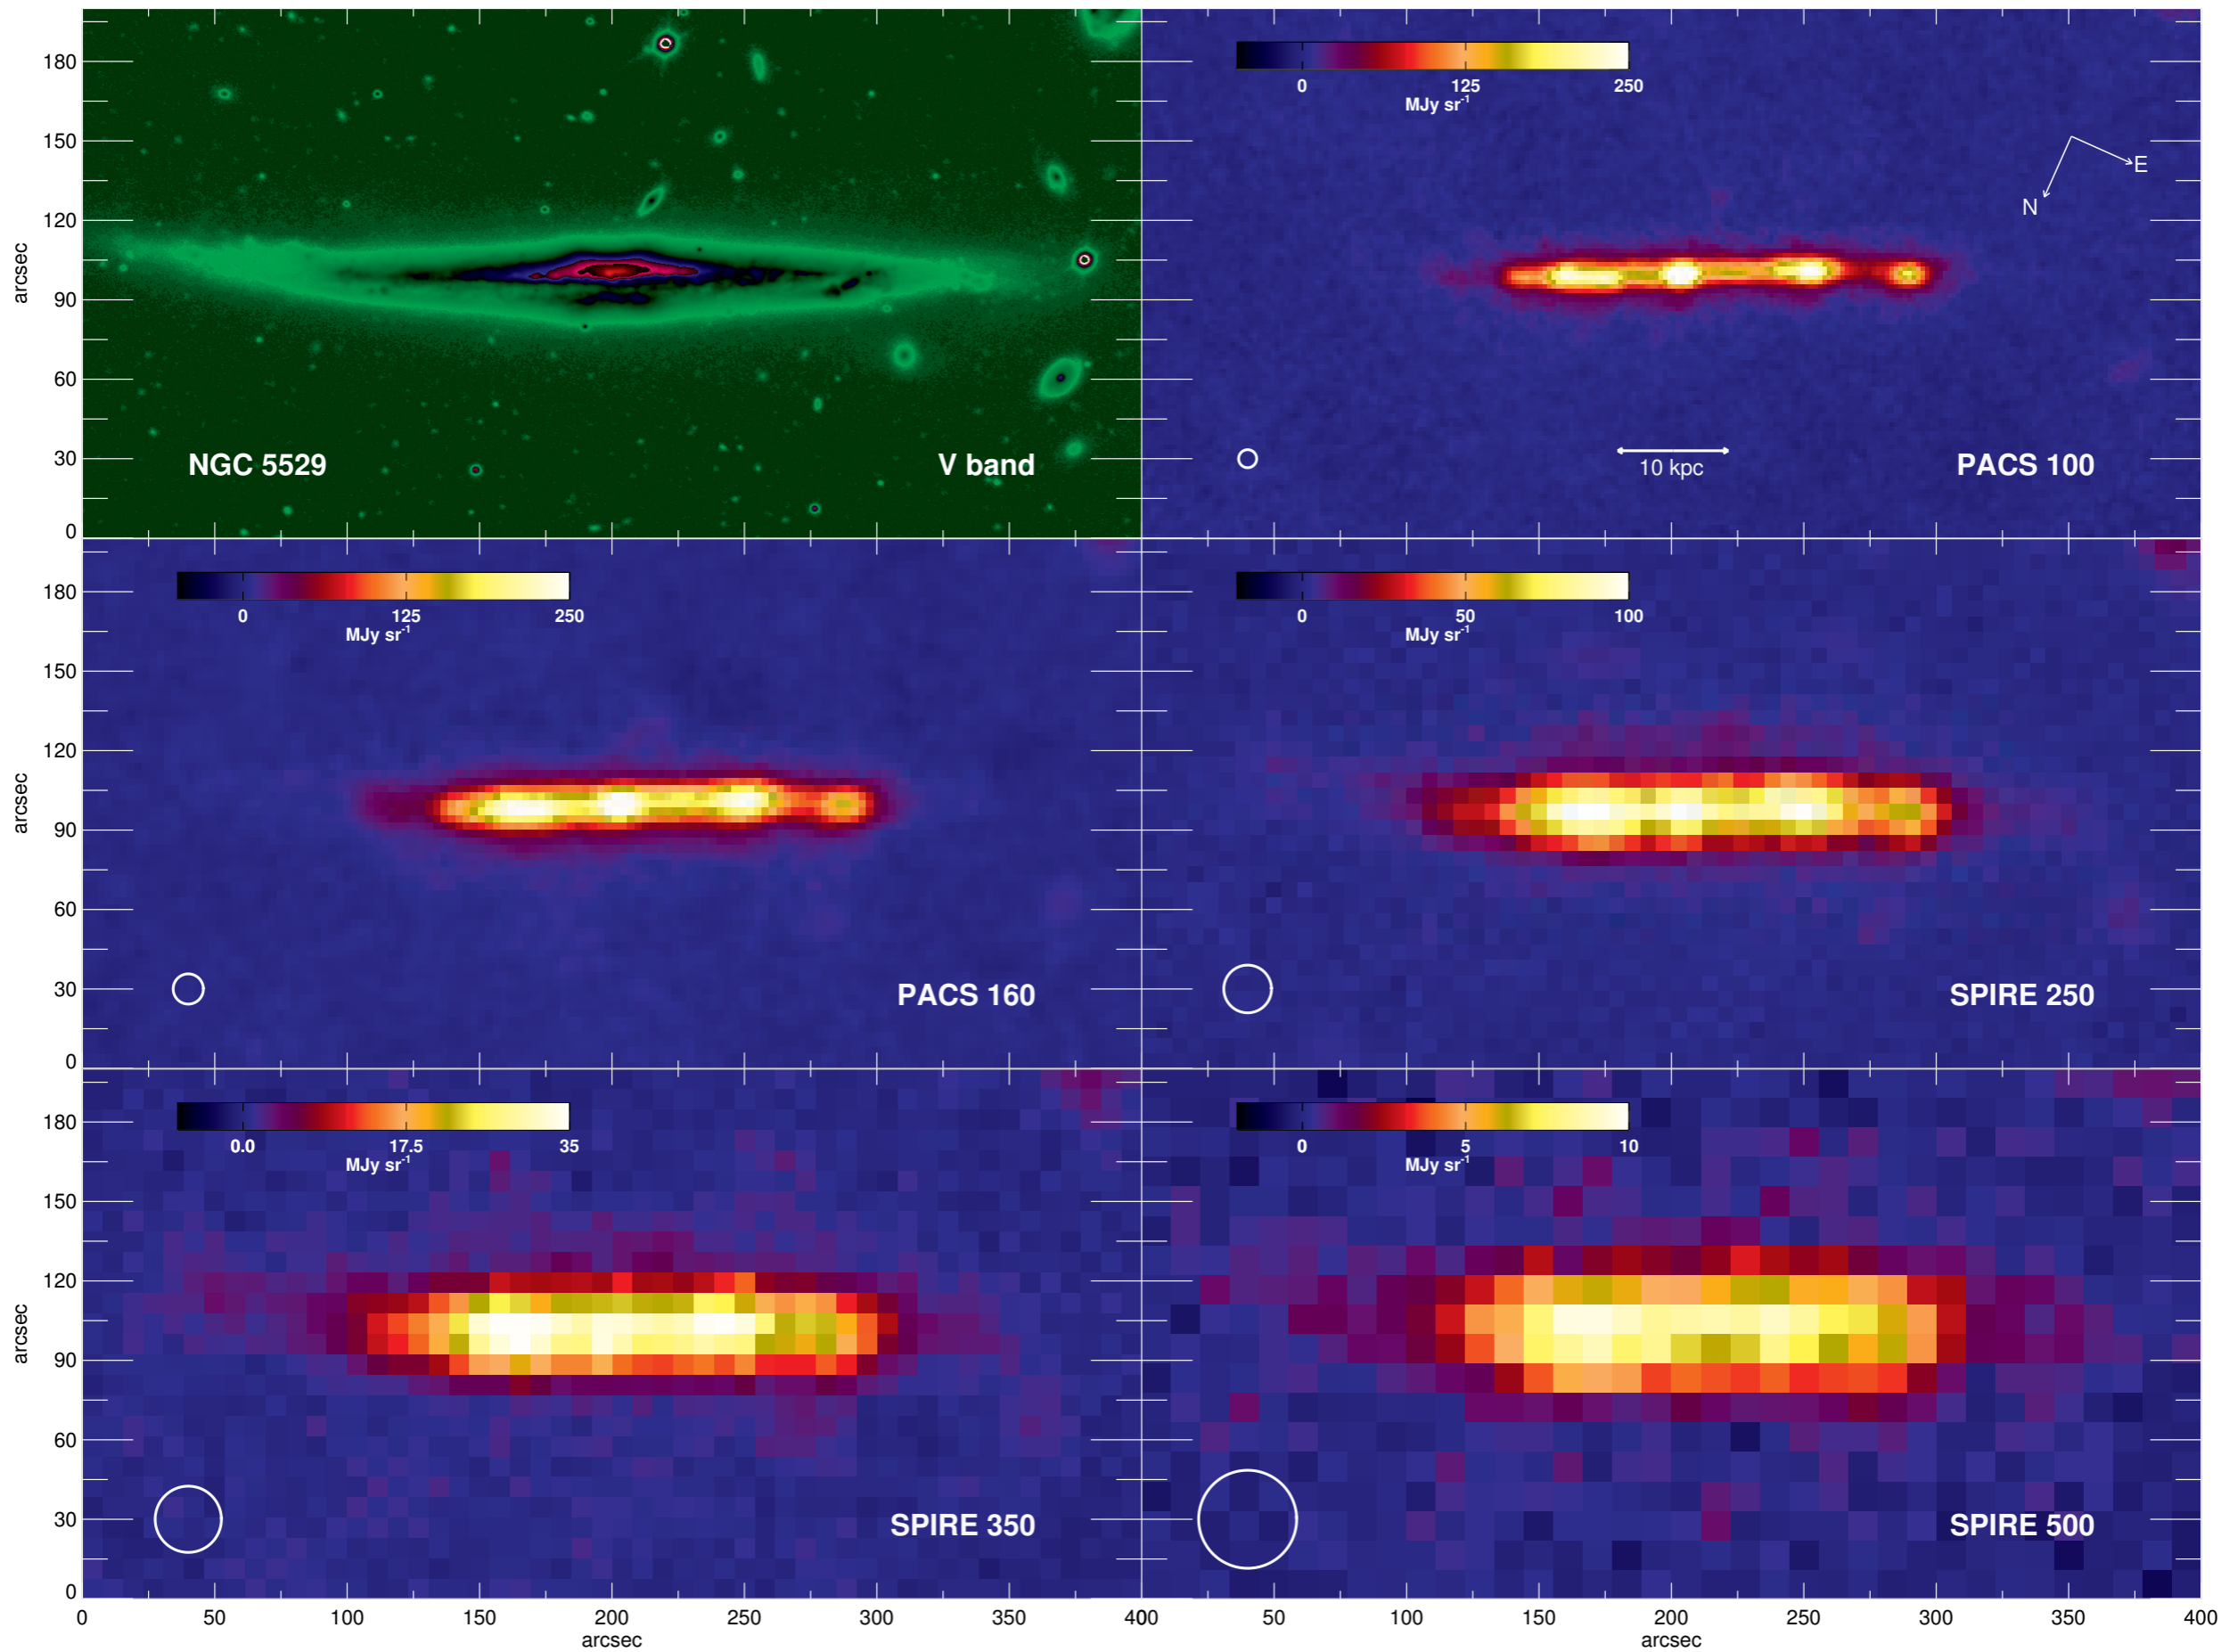 180
150
120
90
60
30
0
arcsec
NGC 5529
V band
0 125 250
MJy sr-1
E
N
10 kpc
PACS 100
180
150
120
90
60
30
0
arcsec
0 125 250
MJy sr-1
PACS 160
0 50 100
MJy sr-1
SPIRE 250
180
150
120
90
60
30
0
arcsec
0.0 17.5 35
MJy sr-1
SPIRE 350
0 5 10
MJy sr-1
SPIRE 500
0 50 100 150 200 250 300 350 400 50 100 150 200 250 300 350 400
arcsec arcsec